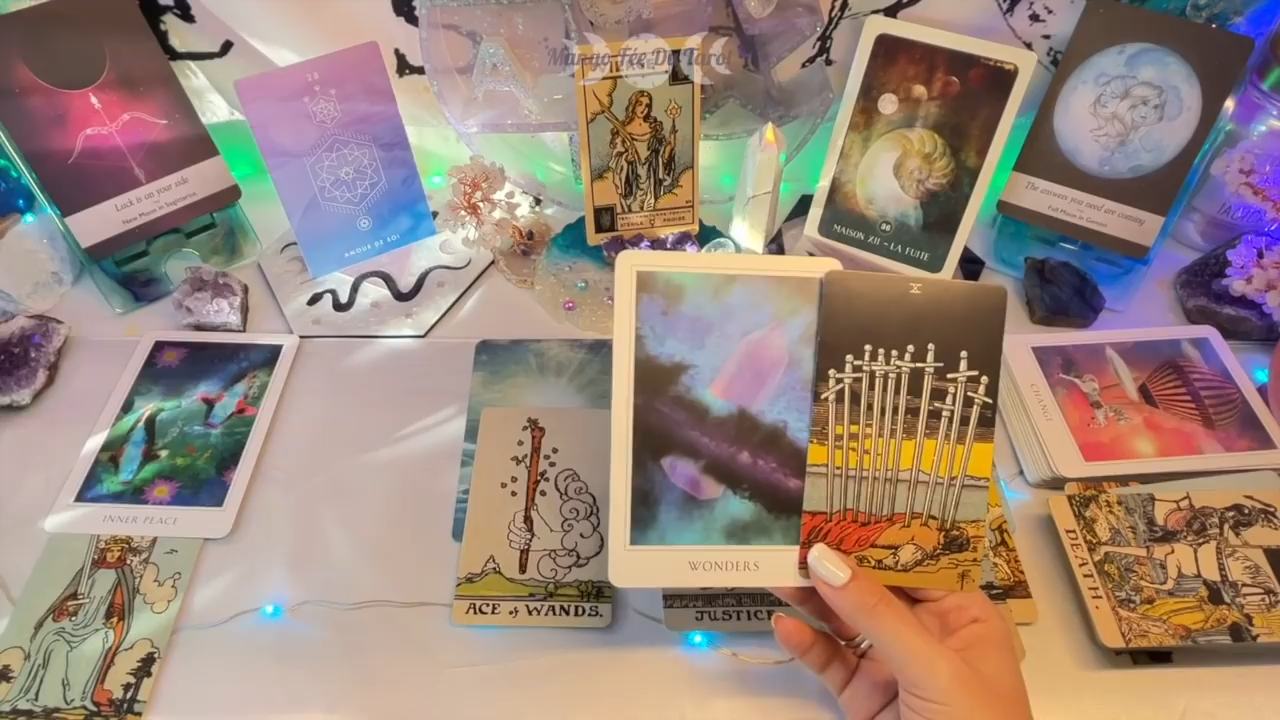 Mango Fée Du Taro!
Luck is on your side
New Moon in Sagittarius
28
AMOUR DE SOI
36
MAISON XII - LA FUITE
The answers you need are coming
Full Moon in Gemini
INNER PEACE
ACE of WANDS.
WONDERS
X
JUSTICE
CHANGE
DEATH.